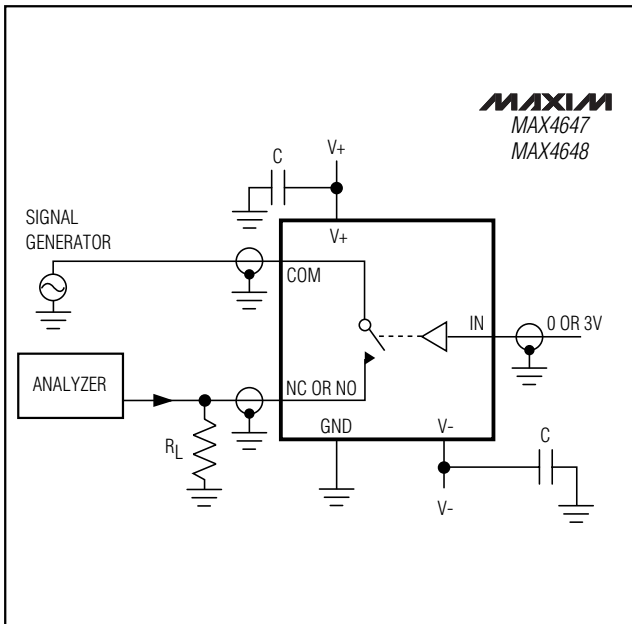 MAXIM
MAX4647
MAX4648
C
V+
V+
SIGNAL
GENERATOR
COM
IN
0 OR 3V
ANALYZER
NC OR NO
GND
V-
C
RL
V-